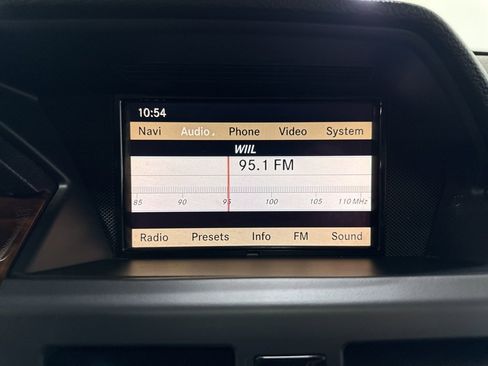 10:54
Navi Audio Phone Video System
WIIL
95.1 FM
85 90 95 100 105 110 MHz
Radio Presets Info FM Sound